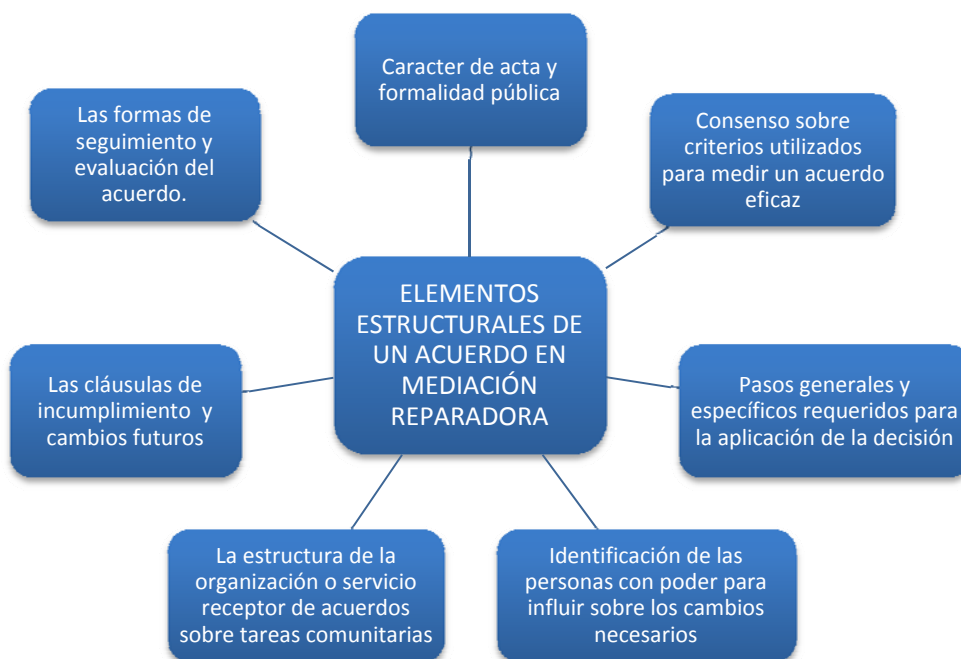 Caracter de acta y
formalidad pública
Las formas de
seguimiento y
evaluación del
acuerdo.
Consenso sobre
criterios utilizados
para medir un acuerdo
eficaz
ELEMENTOS
ESTRUCTURALES DE
UN ACUERDO EN
MEDIACIÓN
REPARADORA
Las cláusulas de
incumplimiento y
cambios futuros
Pasos generales y
específicos requeridos para
la aplicación de la decisión
La estructura de la
organización o servicio
receptor de acuerdos
sobre tareas comunitarias
Identificación de las
personas con poder para
influir sobre los cambios
necesarios